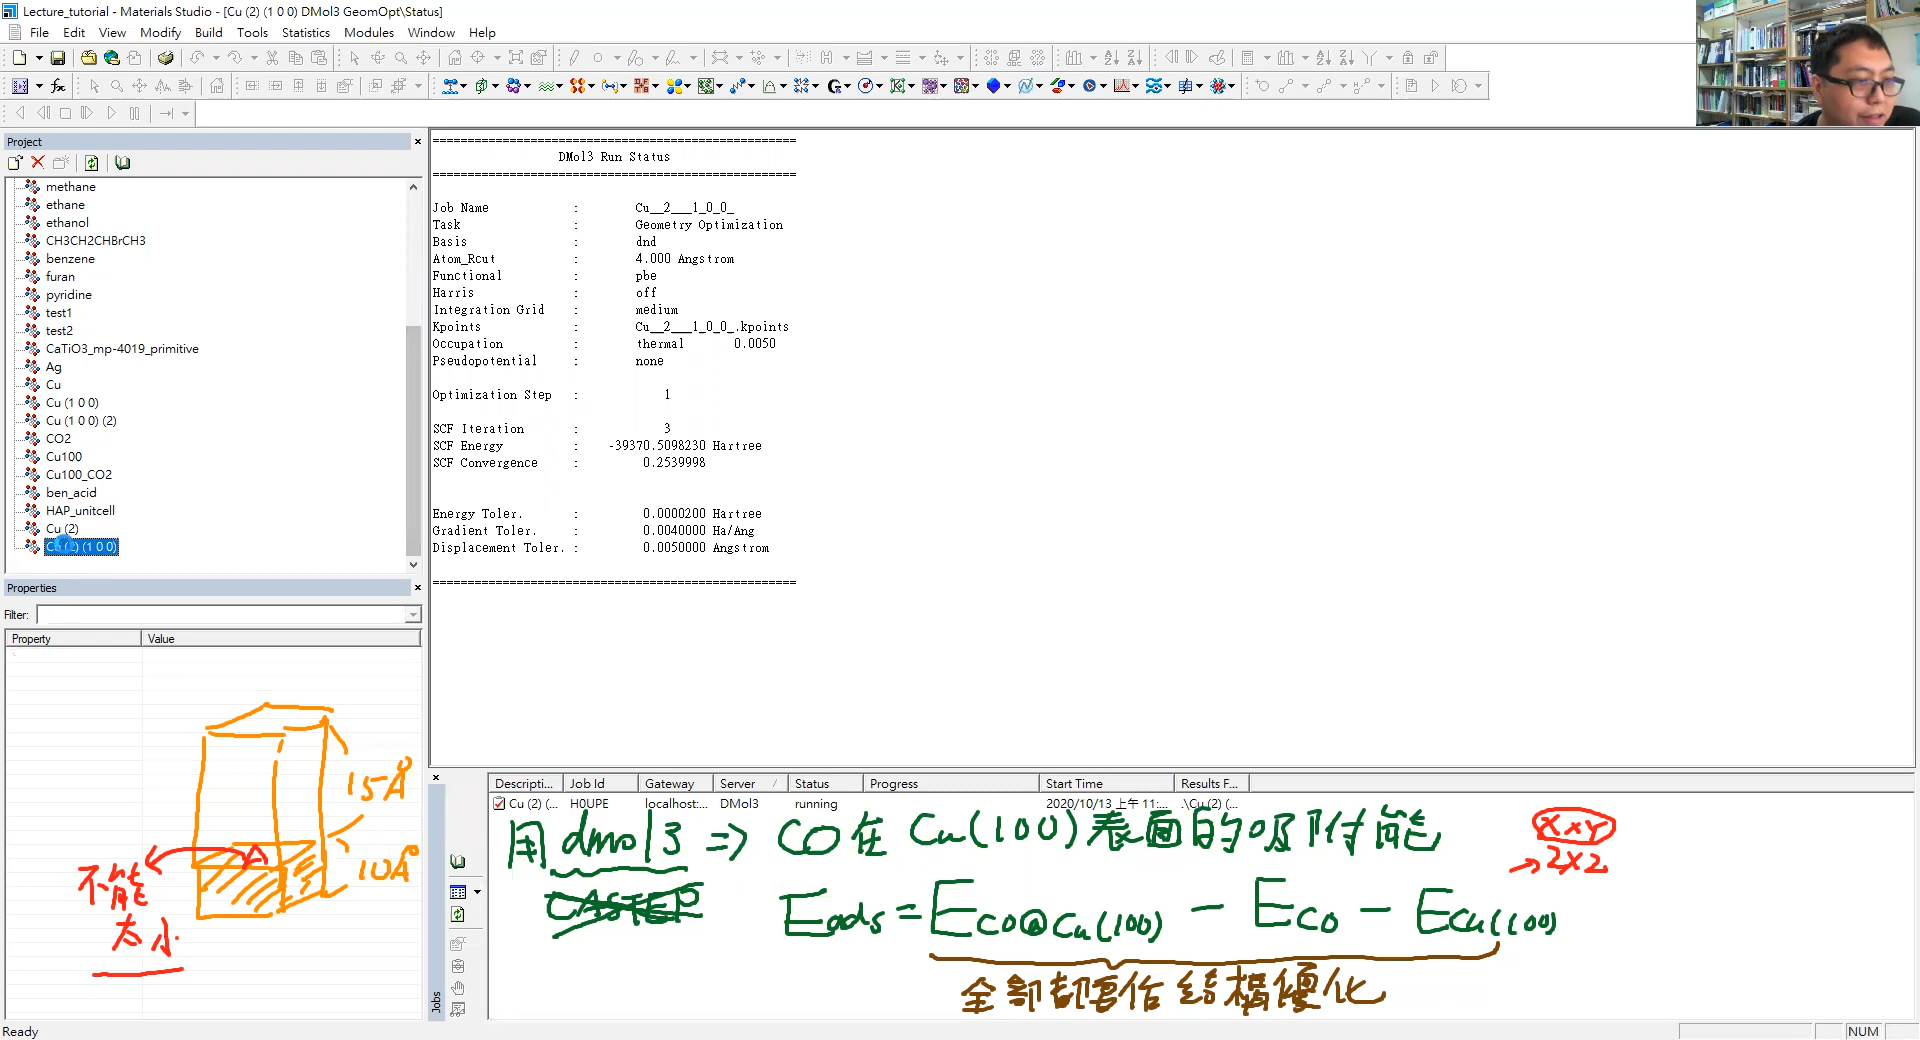 Lecture_tutorial - Materials Studio - [Cu (2) (1 0 0) DMol3 GeomOpt\Status]
File Edit View Modify Build Tools Statistics Modules Window Help
Project
methane
ethane
ethanol
CH3CH2CHBrCH3
benzene
furan
pyridine
test1
test2
CaTiO3_mp-4019_primitive
Ag
Cu
Cu (1 0 0)
Cu (1 0 0) (2)
CO2
Cu100
Cu100_CO2
ben_acid
HAP_unitcell
Cu (2)
Cu (2) (1 0 0)
Properties
Filter:
Property Value
15Å
10Å
不能
太小
DMol3 Run Status
Job Name : Cu__2___1_0_0_
Task : Geometry Optimization
Basis : dnd
Atom_Rcut : 4.000 Angstrom
Functional : pbe
Harris : off
Integration Grid : medium
Kpoints : Cu__2___1_0_0_.kpoints
Occupation : thermal 0.0050
Pseudopotential : none
Optimization Step : 1
SCF Iteration : 3
SCF Energy : -39370.5098230 Hartree
SCF Convergence : 0.2539998
Energy Toler. : 0.0000200 Hartree
Gradient Toler. : 0.0040000 Ha/Ang
Displacement Toler. : 0.0050000 Angstrom
Jobs
Descripti... Job Id Gateway Server Status Progress Start Time Results F...
Cu (2) (... H0UPE localhost:... DMol3 running 2020/10/13 上午 11:... .\Cu (2) (...
用 dmol3 => CO在 Cu(100)表面的吸附能
CASTEP
Eads = ECO@Cu(100) - ECO - ECu(100)
全部都要作結構優化
X×Y
→ 2×2
Ready
NUM